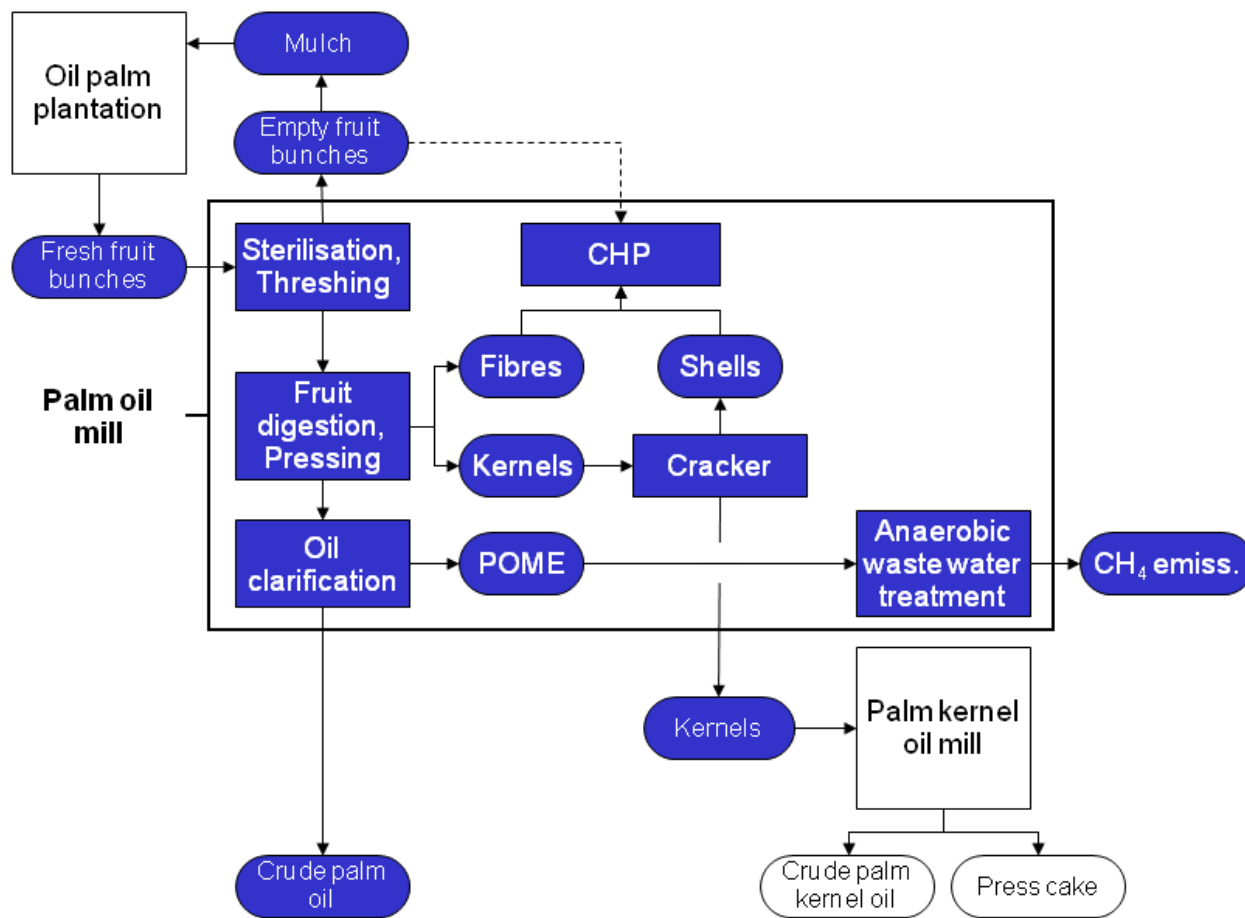 Mulch
Oil palm
plantation
Empty fruit
bunches
Fresh fruit
bunches
Sterilisation,
Threshing
CHP
Fibres
Shells
Palm oil
mill
Fruit
digestion,
Pressing
Kernels
Cracker
Oil
clarification
POME
Anaerobic
waste water
treatment
CH₄ emiss.
Kernels
Palm kernel
oil mill
Crude palm
oil
Crude palm
kernel oil
Press cake